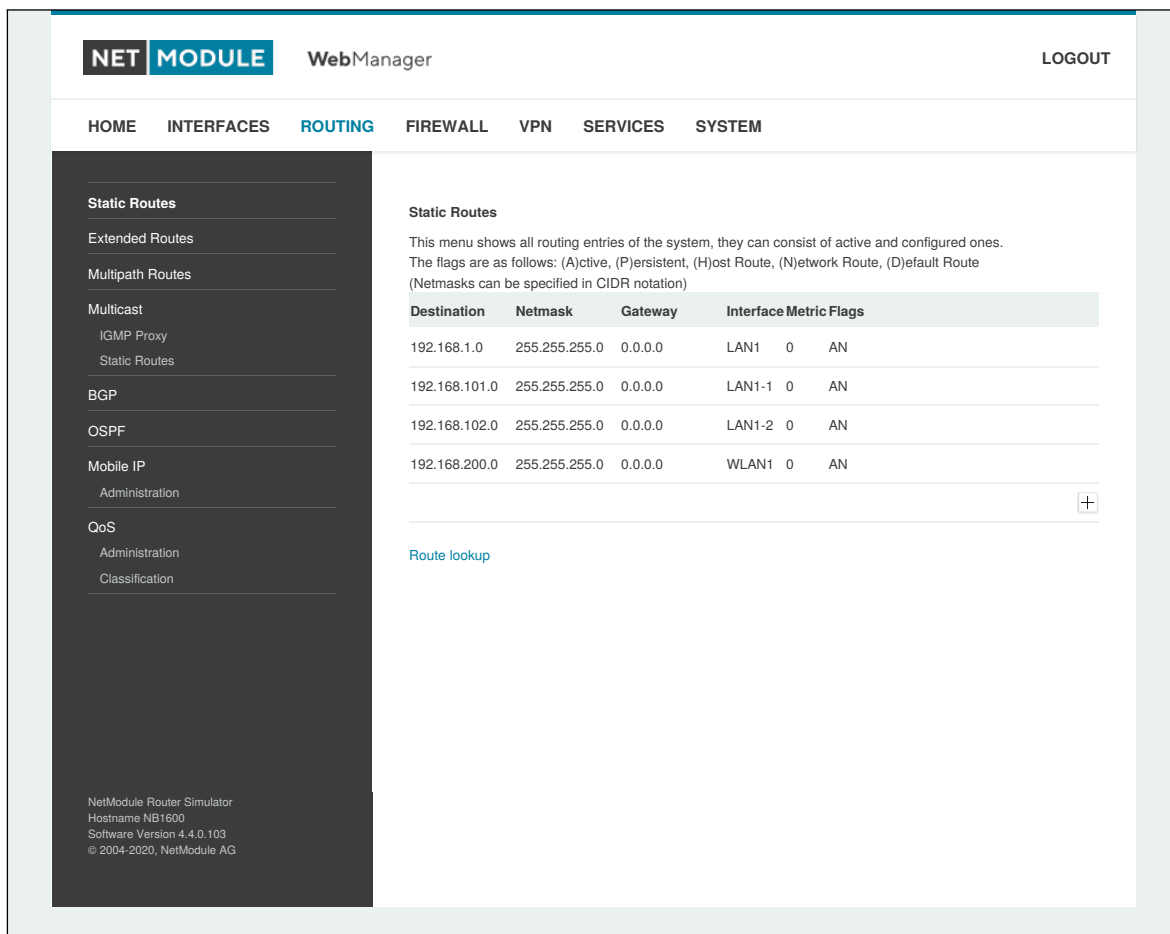 NET MODULE WebManager LOGOUT
HOME INTERFACES ROUTING FIREWALL VPN SERVICES SYSTEM
Static Routes
Extended Routes
Multipath Routes
Multicast
IGMP Proxy
Static Routes
BGP
OSPF
Mobile IP
Administration
QoS
Administration
Classification
NetModule Router Simulator
Hostname NB1600
Software Version 4.4.0.103
© 2004-2020, NetModule AG
Static Routes
This menu shows all routing entries of the system, they can consist of active and configured ones.
The flags are as follows: (A)ctive, (P)ersistent, (H)ost Route, (N)etwork Route, (D)efault Route
(Netmasks can be specified in CIDR notation)
Destination Netmask Gateway Interface Metric Flags
192.168.1.0 255.255.255.0 0.0.0.0 LAN1 0 AN
192.168.101.0 255.255.255.0 0.0.0.0 LAN1-1 0 AN
192.168.102.0 255.255.255.0 0.0.0.0 LAN1-2 0 AN
192.168.200.0 255.255.255.0 0.0.0.0 WLAN1 0 AN
Route lookup